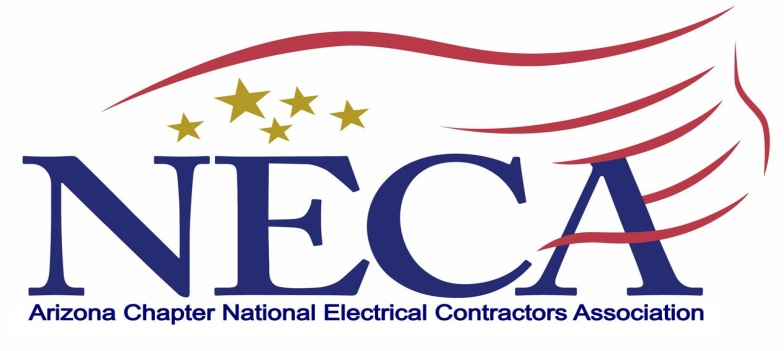 NECA
Arizona Chapter National Electrical Contractors Association